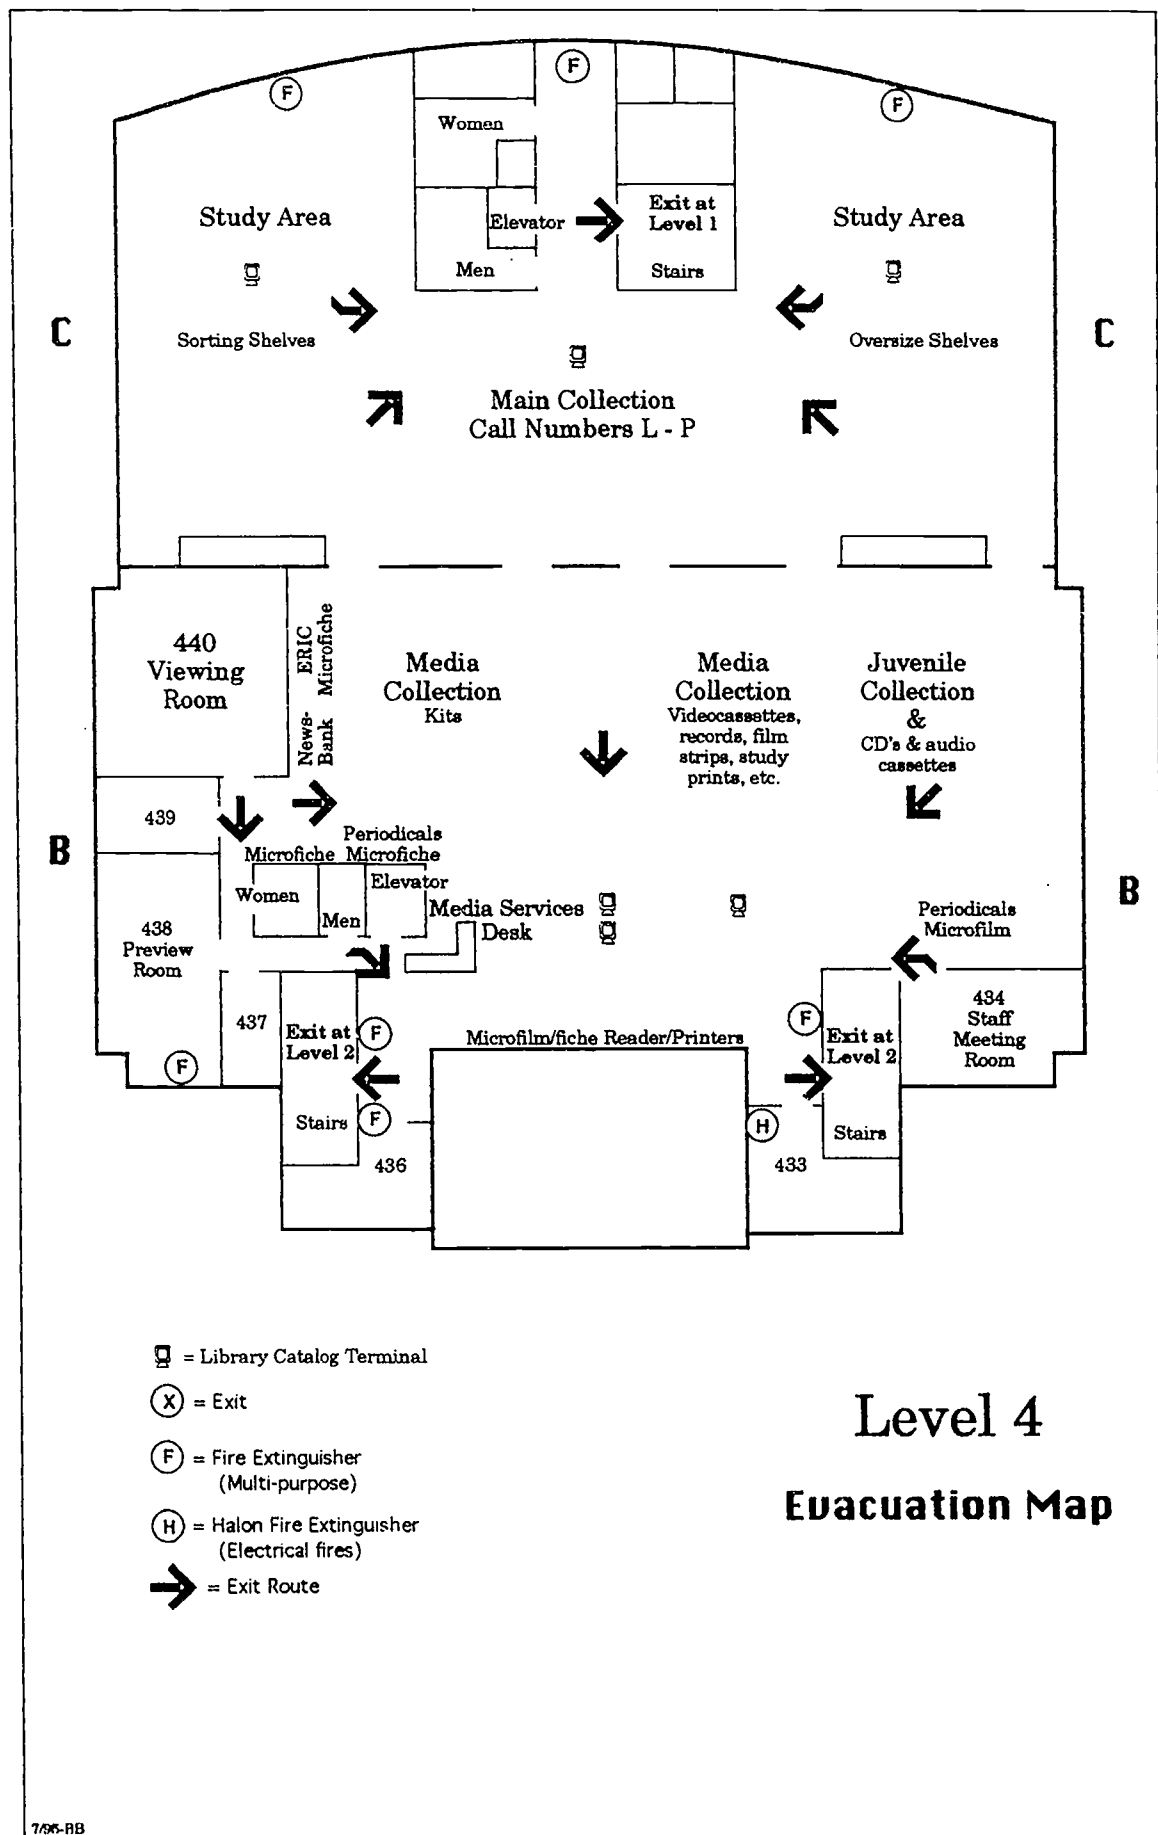 F
F
F
Women
Study Area
Elevator
Exit at
Level 1
Study Area
Men
Stairs
C
Sorting Shelves
Oversize Shelves
C
Main Collection
Call Numbers L - P
440
Viewing
Room
ERIC
Microfiche
News-
Bank
Media
Collection
Kits
Media
Collection
Videocassettes,
records, film
strips, study
prints, etc.
Juvenile
Collection
&
CD's & audio
cassettes
439
B
Microfiche
Periodicals
Microfiche
Women
Men
Elevator
Media Services
Desk
B
Periodicals
Microfilm
438
Preview
Room
437
Exit at
Level 2
F
Microfilm/fiche Reader/Printers
F
Exit at
Level 2
434
Staff
Meeting
Room
F
Stairs
F
436
H
433
Stairs
= Library Catalog Terminal
X = Exit
F = Fire Extinguisher
(Multi-purpose)
H = Halon Fire Extinguisher
(Electrical fires)
= Exit Route
Level 4
Evacuation Map
7/95-BB